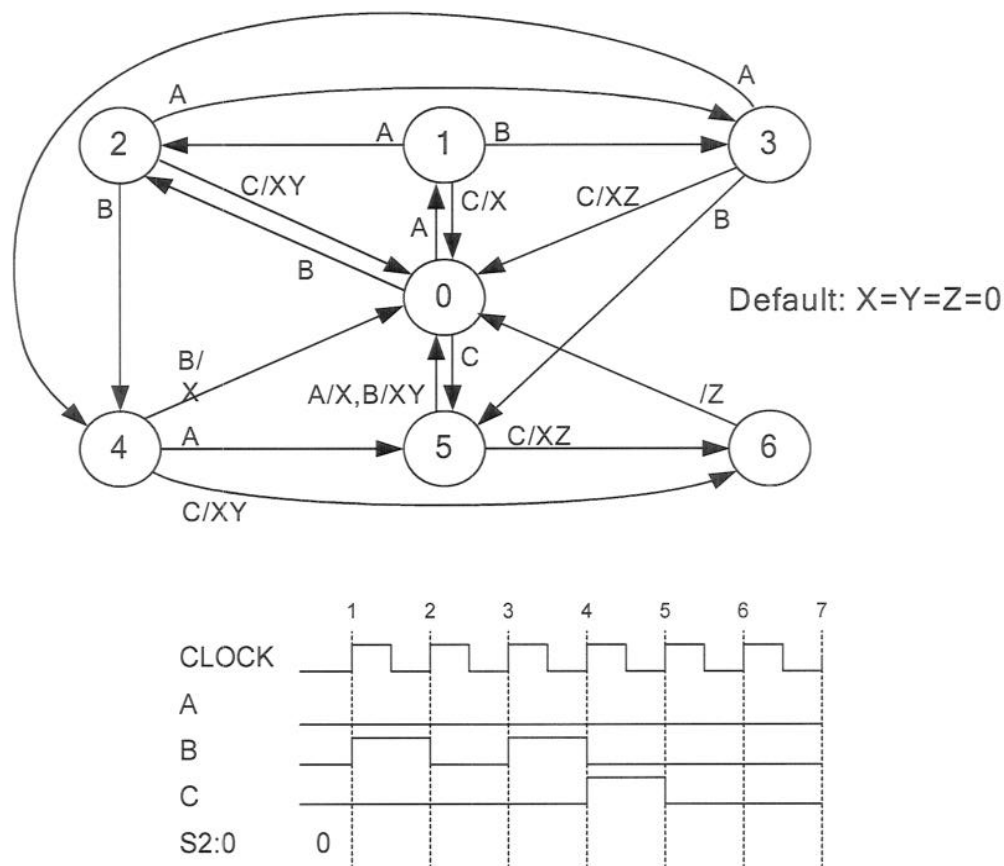 A
A
2
A
1
B
3
B
C/XY
C/X
C/XZ
B
A
B
0
Default: X=Y=Z=0
B/
X
C
A/X,B/XY
/Z
4
A
5
C/XZ
6
C/XY
1 2 3 4 5 6 7
CLOCK
A
B
C
S2:0 0